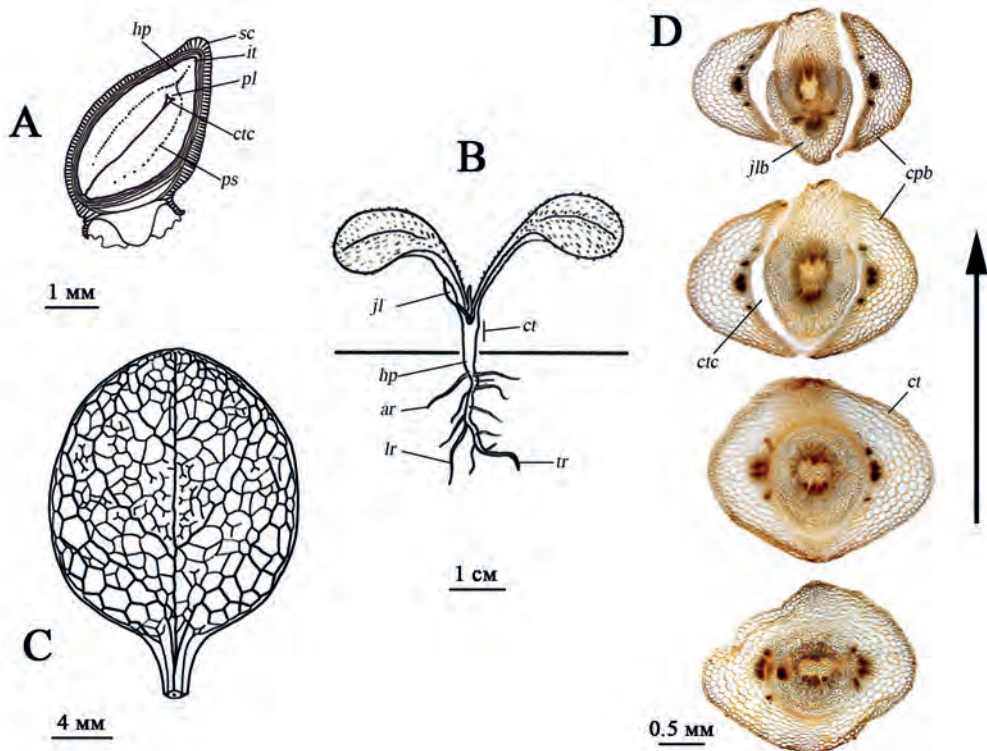 A
hp
sc
it
pl
ctc
ps
1 мм
B
jl
ct
hp
ar
lr
tr
1 см
C
4 мм
D
jlb
cpb
ctc
ct
0.5 мм